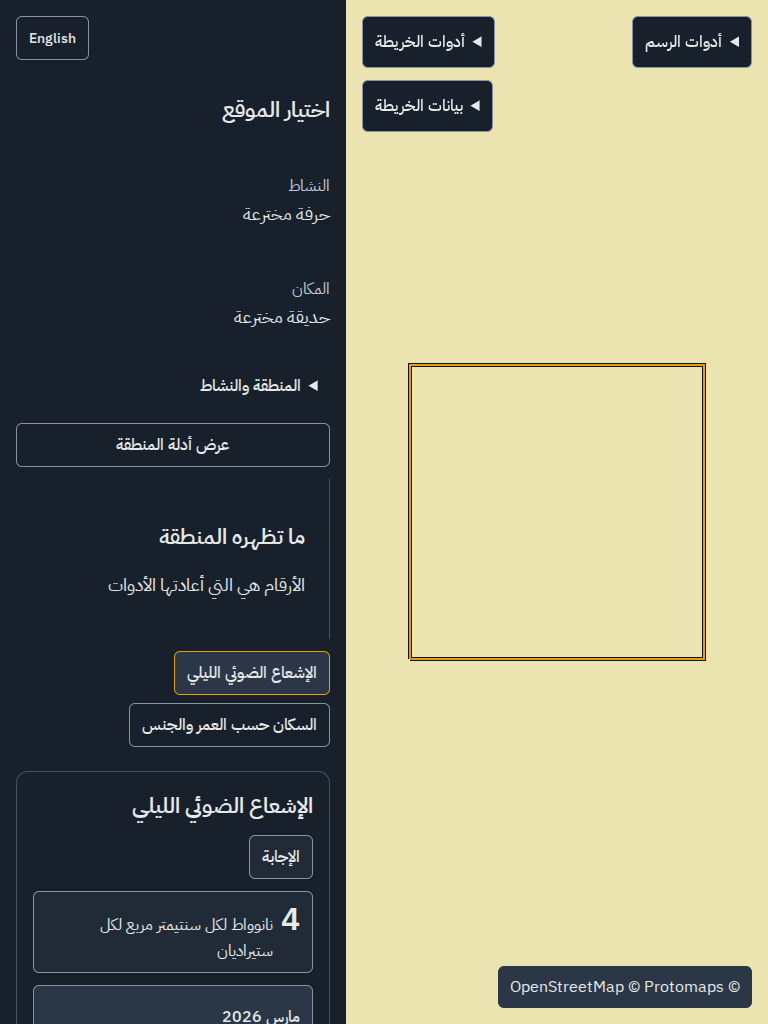 English
اختيار الموقع
النشاط
حرفة مخترعة
المكان
حديقة مخترعة
المنطقة والنشاط
عرض أدلة المنطقة
ما تظهره المنطقة
الأرقام هي التي أعادتها الأدوات
الإشعاع الضوئي الليلي
السكان حسب العمر والجنس
الإشعاع الضوئي الليلي
الإجابة
4 نانوواط لكل سنتيمتر مربع لكل
ستيراديان
مارس 2026
أدوات الرسم
أدوات الخريطة
بيانات الخريطة
OpenStreetMap © Protomaps ©